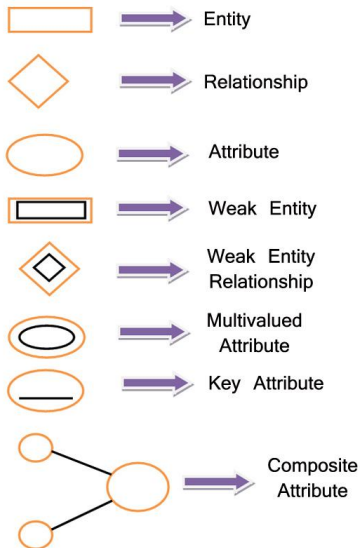 Entity
Relationship
Attribute
Weak Entity
Weak Entity
Relationship
Multivalued
Attribute
Key Attribute
Composite
Attribute